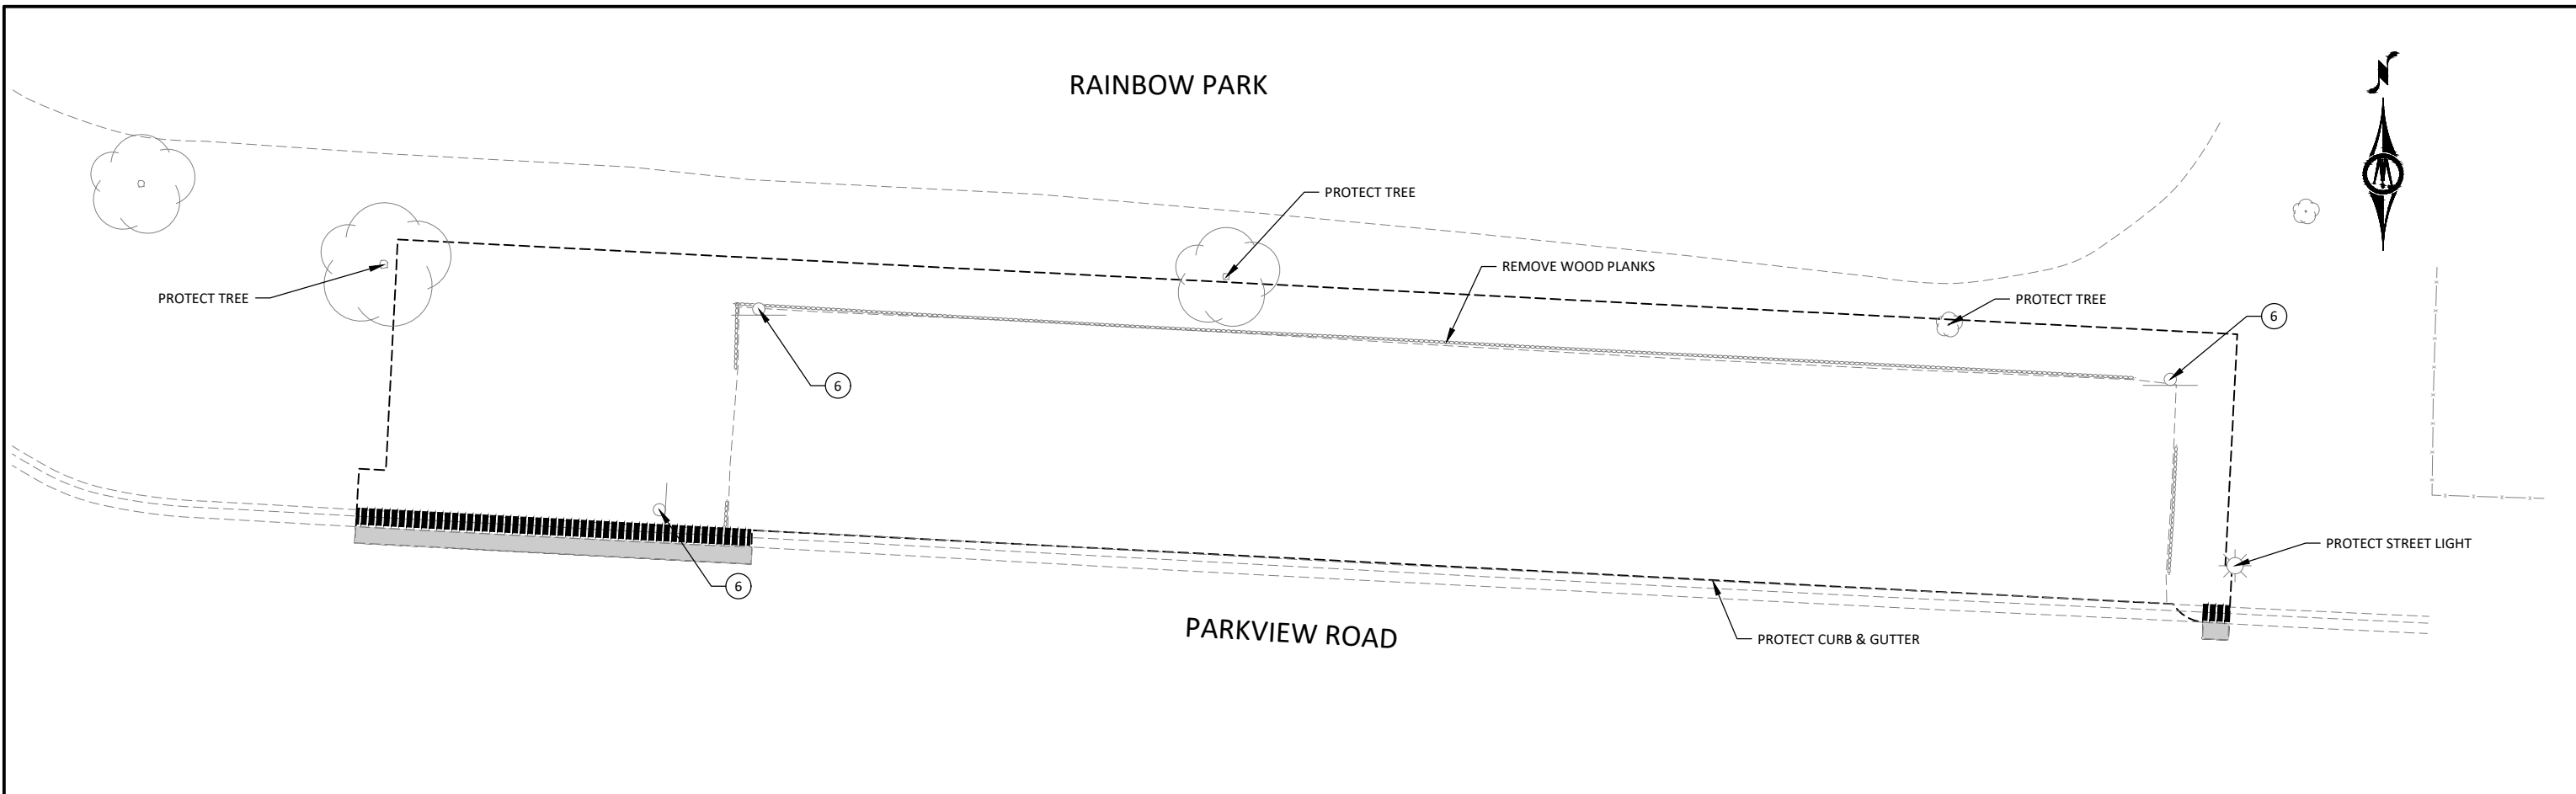 RAINBOW PARK
N
PROTECT TREE
REMOVE WOOD PLANKS
PROTECT TREE
PROTECT TREE
6
6
PROTECT STREET LIGHT
6
PARKVIEW ROAD
PROTECT CURB & GUTTER